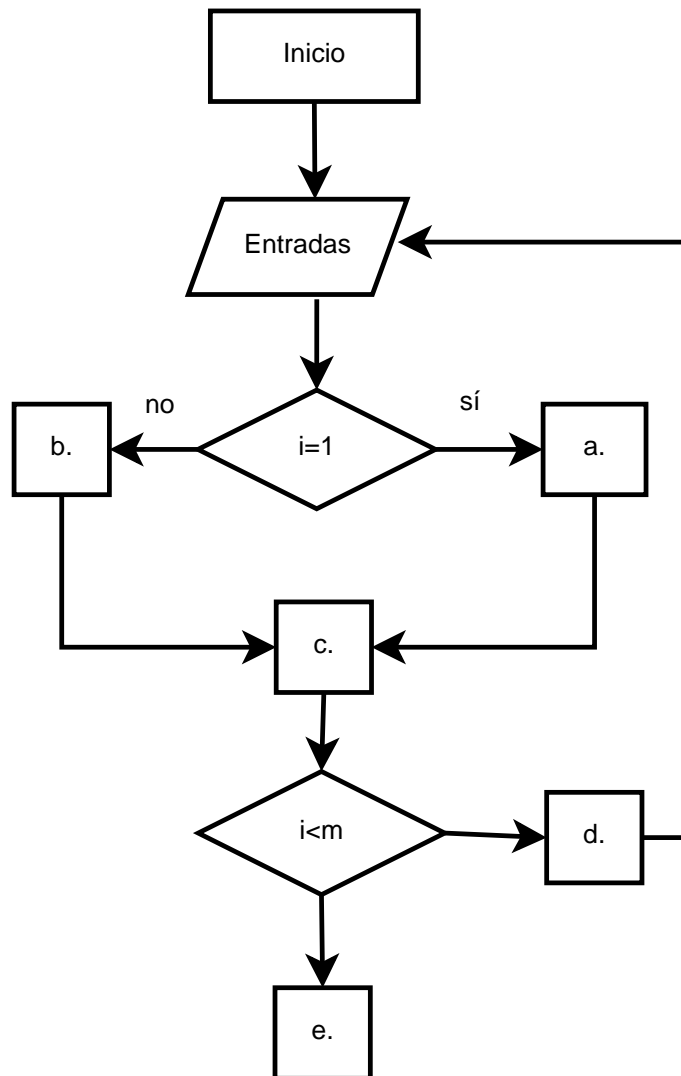 Inicio
Entradas
no
sí
b.
i=1
a.
c.
i<m
d.
e.